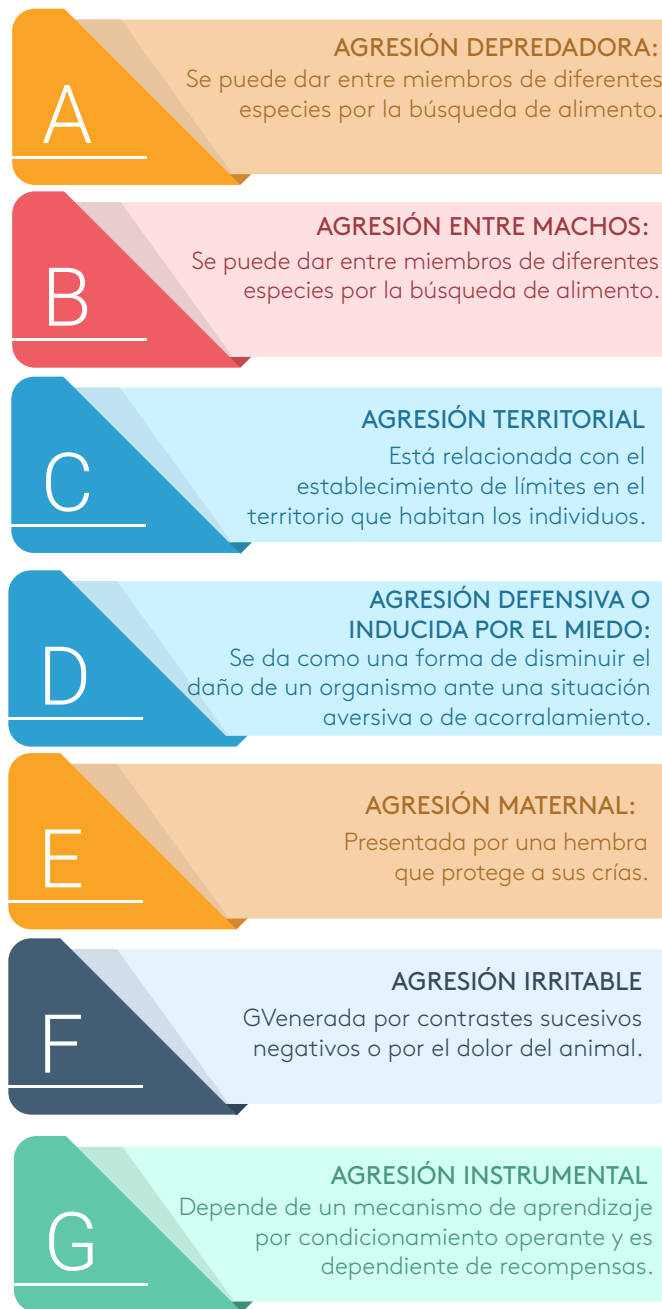 A
AGRESIÓN DEPREDADORA:
Se puede dar entre miembros de diferentes
especies por la búsqueda de alimento.
B
AGRESIÓN ENTRE MACHOS:
Se puede dar entre miembros de diferentes
especies por la búsqueda de alimento.
C
AGRESIÓN TERRITORIAL
Está relacionada con el
establecimiento de límites en el
territorio que habitan los individuos.
D
AGRESIÓN DEFENSIVA O
INDUCIDA POR EL MIEDO:
Se da como una forma de disminuir el
daño de un organismo ante una situación
aversiva o de acorralamiento.
E
AGRESIÓN MATERNAL:
Presentada por una hembra
que protege a sus crías.
F
AGRESIÓN IRRITABLE
GVenerada por contrastes sucesivos
negativos o por el dolor del animal.
G
AGRESIÓN INSTRUMENTAL
Depende de un mecanismo de aprendizaje
por condicionamiento operante y es
dependiente de recompensas.